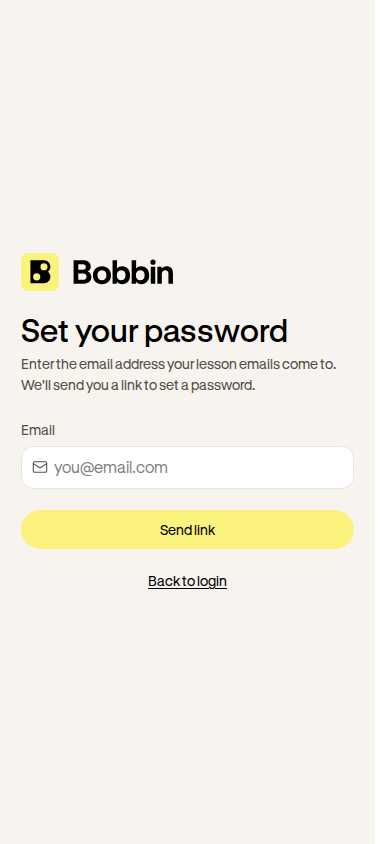 Bobbin
Set your password
Enter the email address your lesson emails come to.
We'll send you a link to set a password.
Email
you@email.com
Send link
Back to login